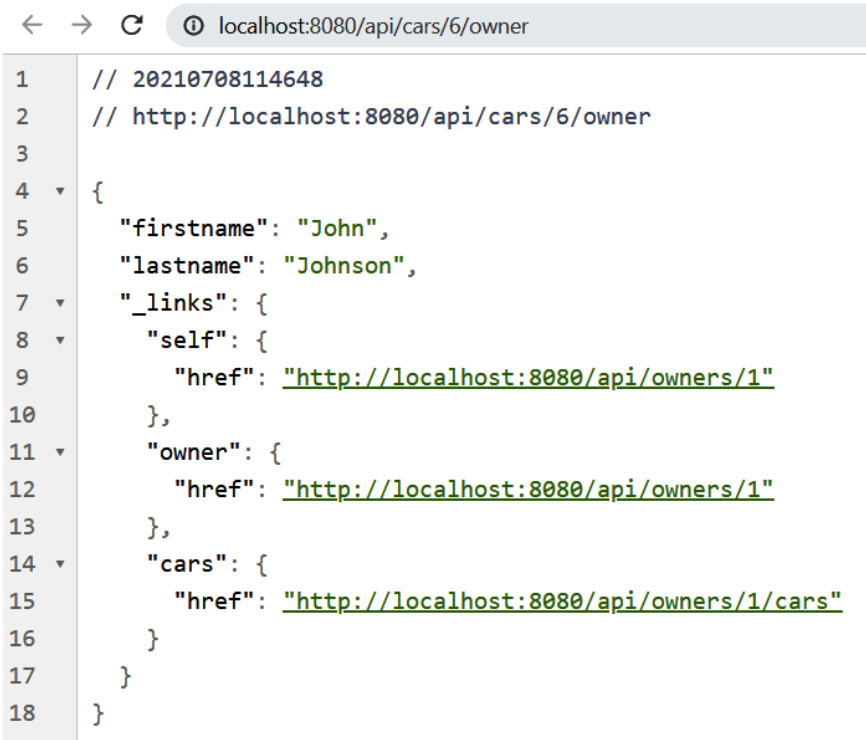 localhost:8080/api/cars/6/owner
1 // 20210708114648
2 // http://localhost:8080/api/cars/6/owner
3
4 {
5 "firstname": "John",
6 "lastname": "Johnson",
7 "_links": {
8 "self": {
9 "href": "http://localhost:8080/api/owners/1"
10 },
11 "owner": {
12 "href": "http://localhost:8080/api/owners/1"
13 },
14 "cars": {
15 "href": "http://localhost:8080/api/owners/1/cars"
16 }
17 }
18 }